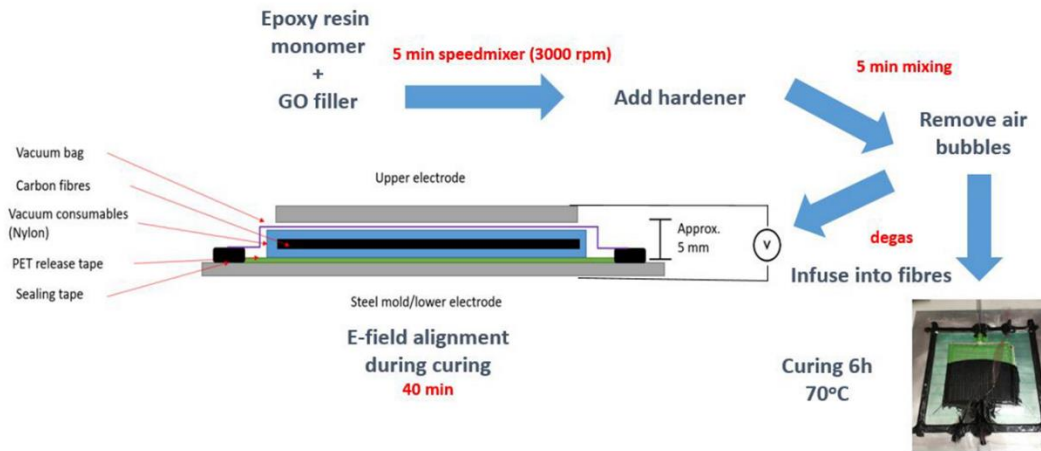 Epoxy resin
monomer
+
GO filler
5 min speedmixer (3000 rpm)
Add hardener
5 min mixing
Remove air
bubbles
Vacuum bag
Carbon fibres
Vacuum consumables
(Nylon)
PET release tape
Sealing tape
Upper electrode
Approx.
5 mm
V
Steel mold/lower electrode
degas
Infuse into fibres
E-field alignment
during curing
40 min
Curing 6h
70°C